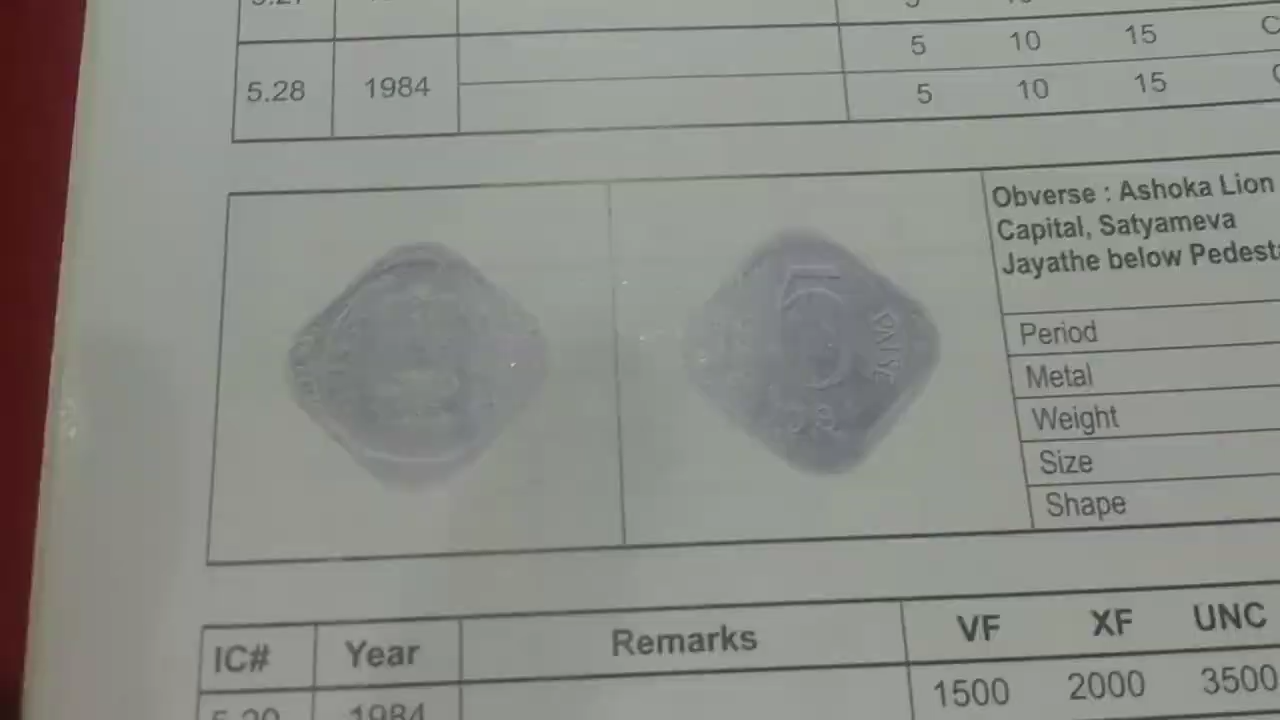 5 10 15
5.28 1984
5 10 15
Obverse : Ashoka Lion
Capital, Satyameva
Jayathe below Pedest
Period
Metal
Weight
Size
Shape
PAISE
IC# Year Remarks VF XF UNC
1984 1500 2000 3500